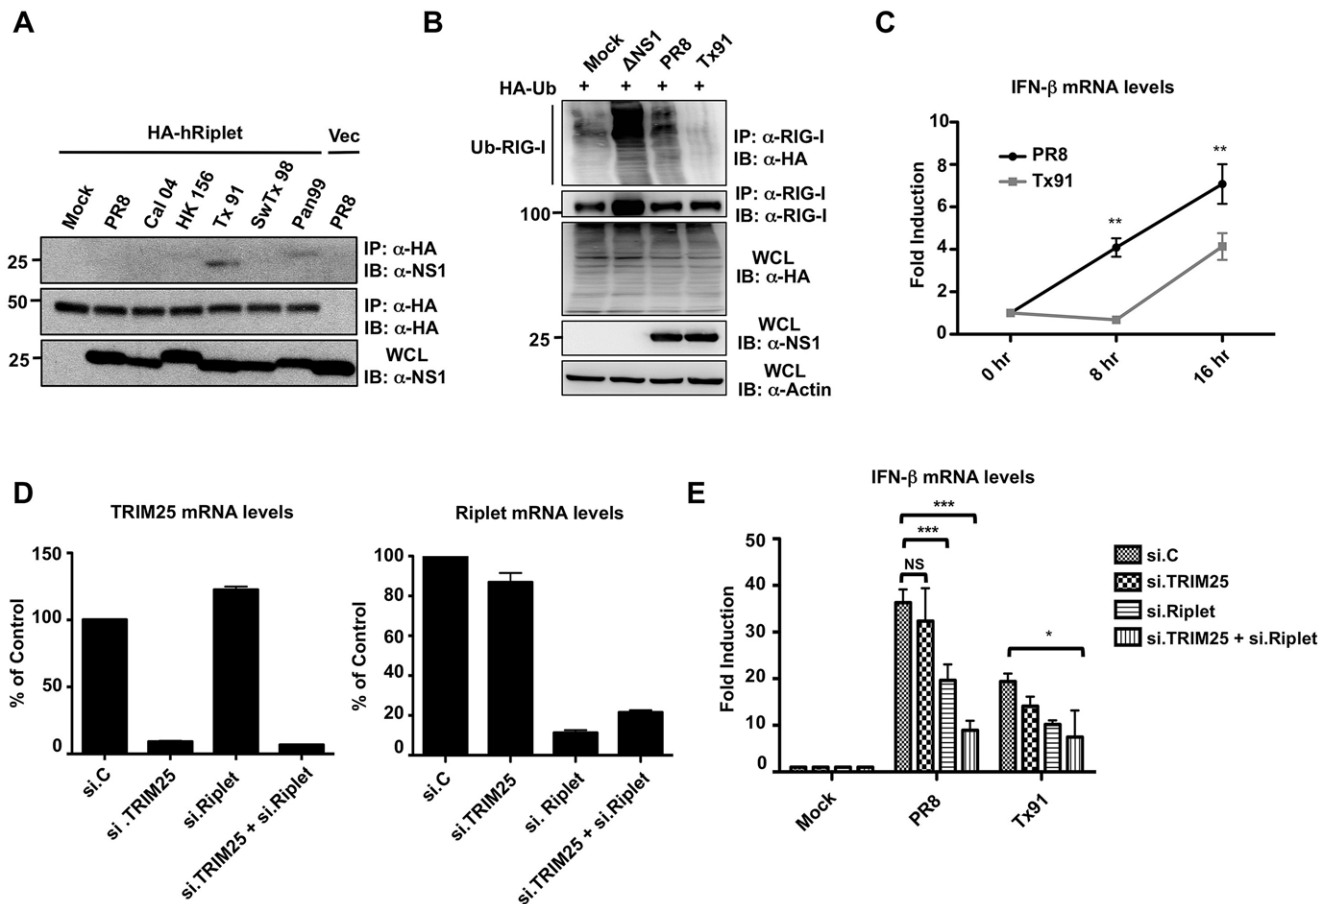 A
HA-hRiplet
Vec
Mock
PR8
Cal 04
HK 156
Tx 91
SwTx 98
Pan99
PR8
25
IP: α-HA
IB: α-NS1
50
IP: α-HA
IB: α-HA
25
WCL
IB: α-NS1
B
Mock
ΔNS1
PR8
Tx91
HA-Ub
+
+
+
+
Ub-RIG-I
IP: α-RIG-I
IB: α-HA
100
IP: α-RIG-I
IB: α-RIG-I
WCL
IB: α-HA
25
WCL
IB: α-NS1
WCL
IB: α-Actin
C
IFN-β mRNA levels
Fold Induction
10
8
6
4
2
0
PR8
Tx91
**
**
0 hr
8 hr
16 hr
D
TRIM25 mRNA levels
% of Control
150
100
50
0
si.C
si .TRIM25
si.Riplet
si.TRIM25 + si.Riplet
Riplet mRNA levels
% of Control
100
80
60
40
20
0
si.C
si.TRIM25
si. Riplet
si.TRIM25 + si.Riplet
E
IFN-β mRNA levels
Fold Induction
50
40
30
20
10
0
***
***
NS
*
Mock
PR8
Tx91
si.C
si.TRIM25
si.Riplet
si.TRIM25 + si.Riplet